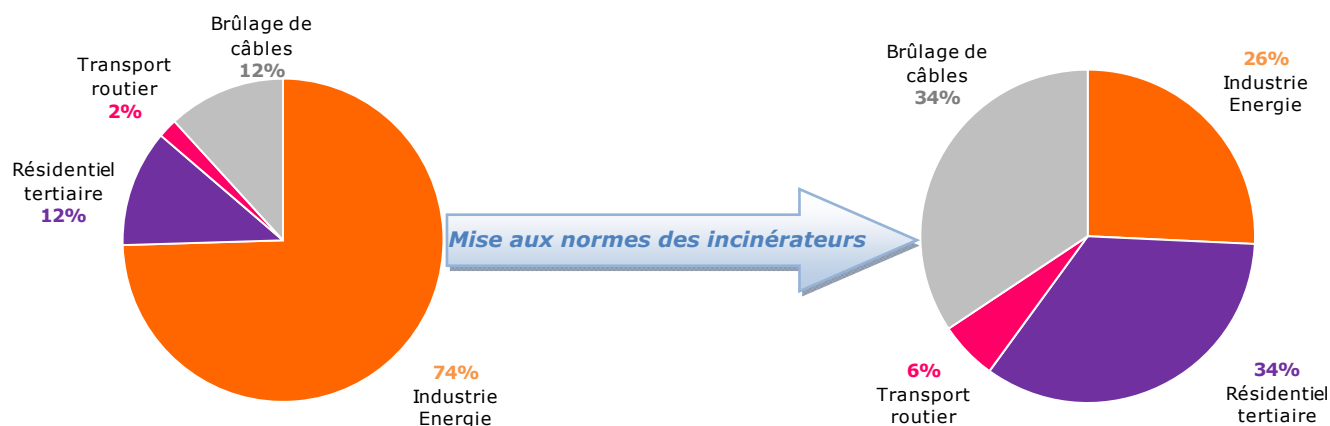 Brûlage de
câbles
12%
Transport
routier
2%
Résidentiel
tertiaire
12%
74%
Industrie
Energie
Mise aux normes des incinérateurs
Brûlage de
câbles
34%
26%
Industrie
Energie
6%
Transport
routier
34%
Résidentiel
tertiaire